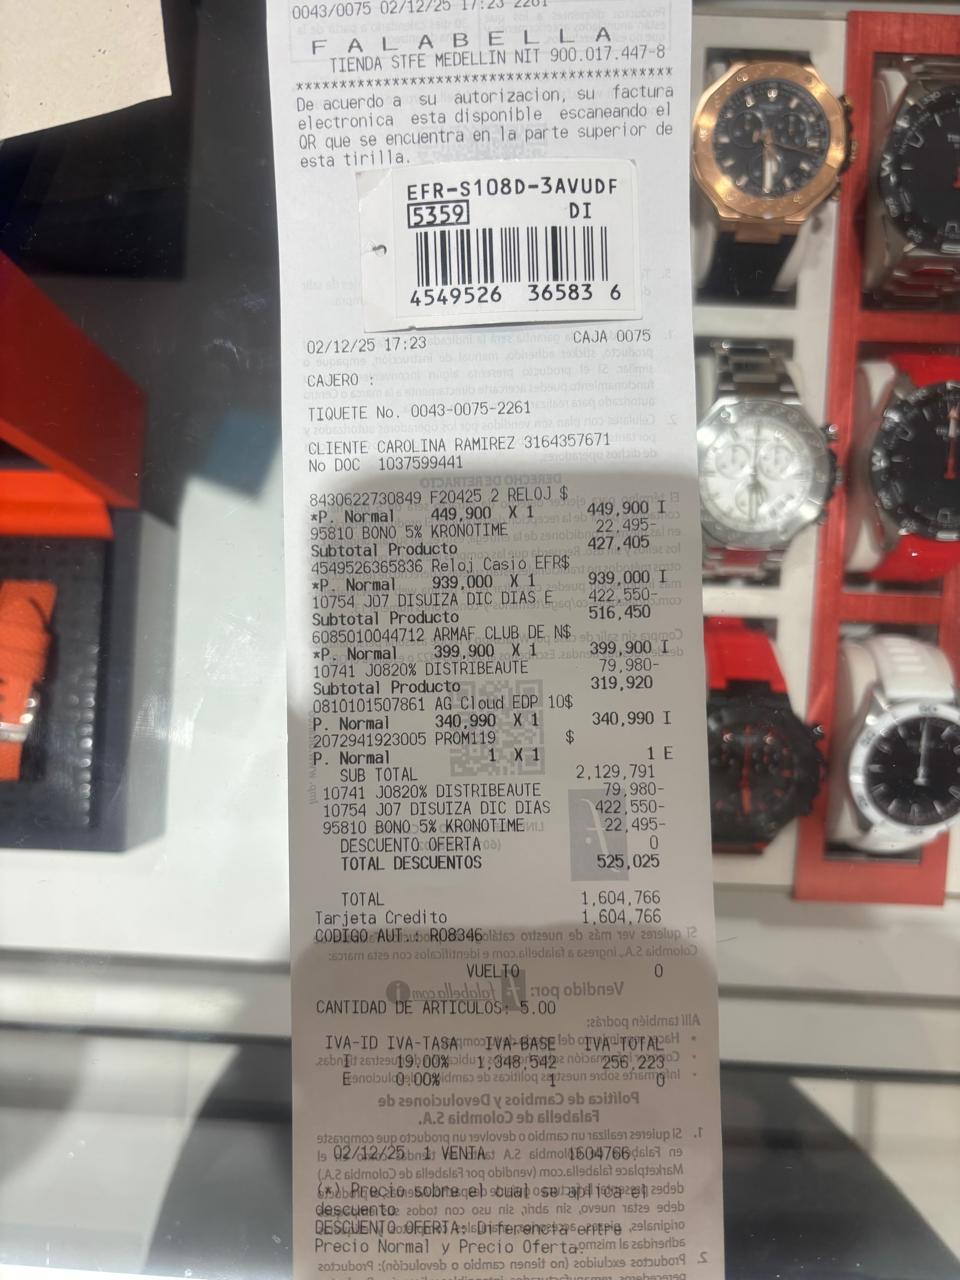 0043/0075 02/12/25 17:23 2261
F A L A B E L L A
TIENDA STFE MEDELLIN NIT 900.017.447-8
******************************************
De acuerdo a su autorizacion, su factura
electronica esta disponible escaneando el
QR que se encuentra en la parte superior de
esta tirilla.
EFR-S108D-3AVUDF
5359 DI
4549526 36583 6
02/12/25 17:23 CAJA 0075
CAJERO :
TIQUETE No. 0043-0075-2261
CLIENTE CAROLINA RAMIREZ 3164357671
No DOC 1037599441
8430622730849 F20425 2 RELOJ $
*P. Normal 449,900 X 1 449,900 I
95810 BONO 5% KRONOTIME 22,495-
Subtotal Producto 427,405
4549526365836 Reloj Casio EFR$
*P. Normal 939,000 X 1 939,000 I
10754 J07 DISUIZA DIC DIAS E 422,550-
Subtotal Producto 516,450
6085010044712 ARMAF CLUB DE N$
*P. Normal 399,900 X 1 399,900 I
10741 J0820% DISTRIBEAUTE 79,980-
Subtotal Producto 319,920
0810101507861 AG Cloud EDP 10$
P. Normal 340,990 X 1 340,990 I
2072941923005 PROM119 $
P. Normal 1 X 1 1 E
SUB TOTAL 2,129,791
10741 J0820% DISTRIBEAUTE 79,980-
10754 J07 DISUIZA DIC DIAS 422,550-
95810 BONO 5% KRONOTIME 22,495-
DESCUENTO OFERTA 0
TOTAL DESCUENTOS 525,025
TOTAL 1,604,766
Tarjeta Credito 1,604,766
CODIGO AUT.: R08346
VUELTO 0
CANTIDAD DE ARTICULOS: 5.00
IVA-ID IVA-TASA IVA-BASE IVA-TOTAL
I 19.00% 1,348,542 256,223
E 0.00% 1 0
02/12/25 1 VENTA 1604766
(*) Precio sobre el cual se aplica el
descuento
DESCUENTO OFERTA: Diferencia entre
Precio Normal y Precio Oferta.